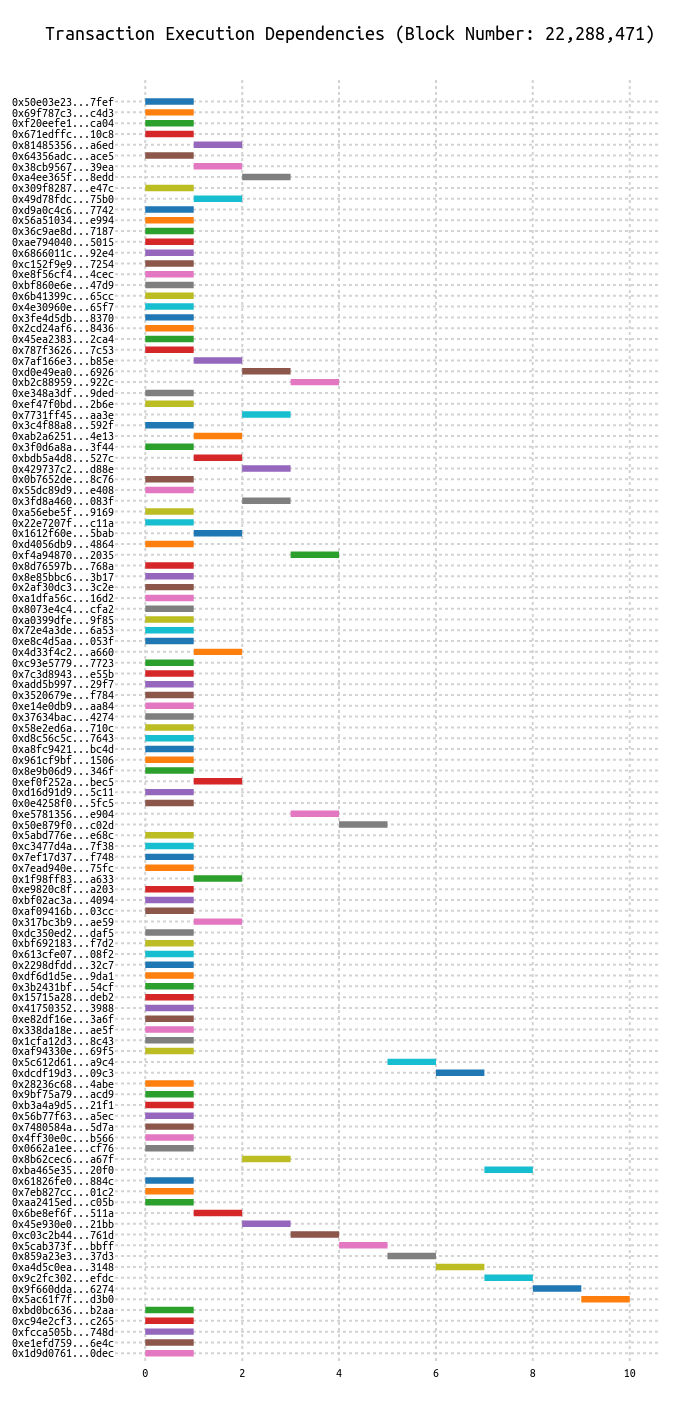 Transaction Execution Dependencies (Block Number: 22,288,471)
0x50e03e23...7fef
0x69f787c3...c4d3
0xf20eefe1...ca04
0x671edffc...10c8
0x81485356...a6ed
0x64356adc...ace5
0x38cb9567...39ea
0xa4ee365f...8edd
0x309f8287...e47c
0x49d78fdc...75b0
0xd9a0c4c6...7742
0x56a51034...e994
0x36c9ae8d...7187
0xae794040...5015
0x6866011c...92e4
0xc152f9e9...7254
0xe8f56cf4...4cec
0xbf860e6e...47d9
0x6b41399c...65cc
0x4e30960e...65f7
0x3fe4d5db...8370
0x2cd24af6...8436
0x45ea2383...2ca4
0x787f3626...7c53
0x7af166e3...b85e
0xd0e49ea0...6926
0xb2c88959...922c
0xe348a3df...9ded
0xef47f0bd...2b6e
0x7731ff45...aa3e
0x3c4f88a8...592f
0xab2a6251...4e13
0x3f0d6a8a...3f44
0xbdb5a4d8...527c
0x429737c2...d88e
0x0b7652de...8c76
0x55dc89d9...e408
0x3fd8a460...083f
0xa56ebe5f...9169
0x22e7207f...c11a
0x1612f60e...5bab
0xd4056db9...4864
0xf4a94870...2035
0x8d76597b...768a
0x8e85bbc6...3b17
0x2af30dc3...3c2e
0xa1dfa56c...16d2
0x8073e4c4...cfa2
0xa0399dfe...9f85
0x72e4a3de...6a53
0xe8c4d5aa...053f
0x4d33f4c2...a660
0xc93e5779...7723
0x7c3d8943...e55b
0xadd5b997...29f7
0x3520679e...f784
0xe14e0db9...aa84
0x37634bac...4274
0x58e2ed6a...710c
0xd8c56c5c...7643
0xa8fc9421...bc4d
0x961cf9bf...1506
0x8e9b06d9...346f
0xef0f252a...bec5
0xd16d91d9...5c11
0x0e4258f0...5fc5
0xe5781356...e904
0x50e879f0...c02d
0x5abd776e...e68c
0xc3477d4a...7f38
0x7ef17d37...f748
0x7ead940e...75fc
0x1f98ff83...a633
0xe9820c8f...a203
0xbf02ac3a...4094
0xaf09416b...03cc
0x317bc3b9...ae59
0xdc350ed2...daf5
0xbf692183...f7d2
0x613cfe07...08f2
0x2298dfdd...32c7
0xdf6d1d5e...9da1
0x3b2431bf...54cf
0x15715a28...deb2
0x41750352...3988
0xe82df16e...3a6f
0x338da18e...ae5f
0x1cfa12d3...8c43
0xaf94330e...69f5
0x5c612d61...a9c4
0xdcdf19d3...09c3
0x28236c68...4abe
0x9bf75a79...acd9
0xb3a4a9d5...21f1
0x56b77f63...a5ec
0x7480584a...5d7a
0x4ff30e0c...b566
0x0662a1ee...cf76
0x8b62cec6...a67f
0xba465e35...20f0
0x61826fe0...884c
0x7eb827cc...01c2
0xaa2415ed...c05b
0x6be8ef6f...511a
0x45e930e0...21bb
0xc03c2b44...761d
0x5cab373f...bbff
0x859a23e3...37d3
0xa4d5c0ea...3148
0x9c2fc302...efdc
0x9f660dda...6274
0x5ac61f7f...d3b0
0xbd0bc636...b2aa
0xc94e2cf3...c265
0xfcca505b...748d
0xe1efd759...6e4c
0x1d9d0761...0dec
0 2 4 6 8 10